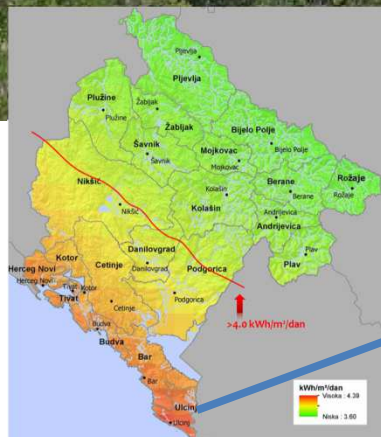 Pljevlja
Pljevlja
Plužine
Plužine
Žabljak
Žabljak
Bijelo Polje
Bijelo Polje
Šavnik
Šavnik
Mojkovac
Mojkovac
Rožaje
Rožaje
Berane
Berane
Nikšić
Nikšić
Kolašin
Kolašin
Andrijevica
Andrijevica
Danilovgrad
Danilovgrad
Plav
Plav
Kotor
Kotor
Cetinje
Cetinje
Podgorica
Podgorica
Herceg Novi
Herceg Novi
Tivat
Tivat
>4.0 kWh/m²/dan
Budva
Budva
Bar
Bar
Ulcinj
Ulcinj
kWh/m²/dan
Visoka : 4.39
Niska : 3.60